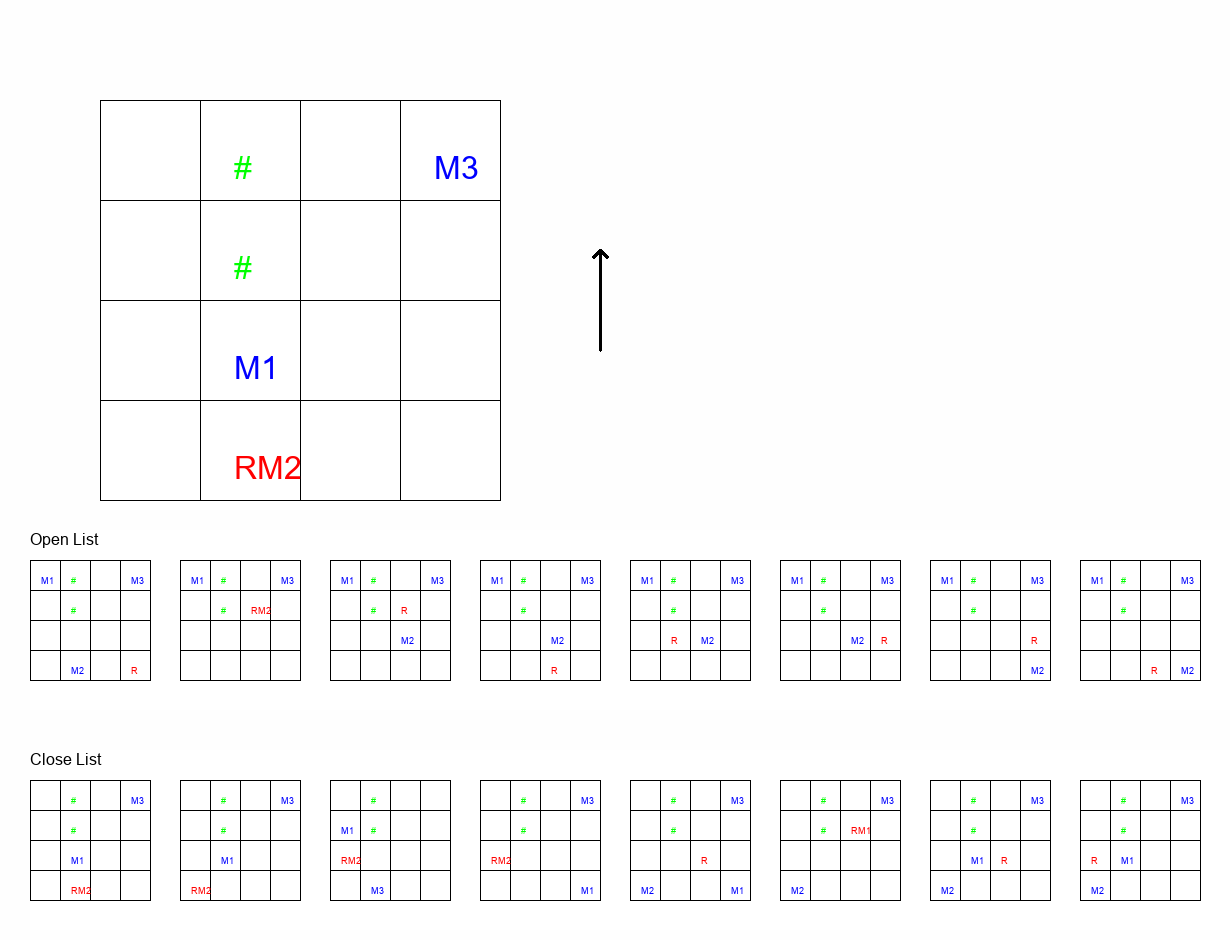 # M3
#
M1
RM2
Open List
M1 # M3 M1 # M3 M1 # M3 M1 # M3 M1 # M3 M1 # M3 M1 # M3 M1 # M3
# # RM2 # R # # # # #
M2 M2 R M2 M2 R R
M2 R R M2 R M2
Close List
# M3 # M3 # # M3 # M3 # M3 # M3 # M3
# # M1 # # # # RM1 # #
M1 M1 RM2 RM2 R M1 R R M1
RM2 RM2 M3 M1 M2 M1 M2 M2 M2